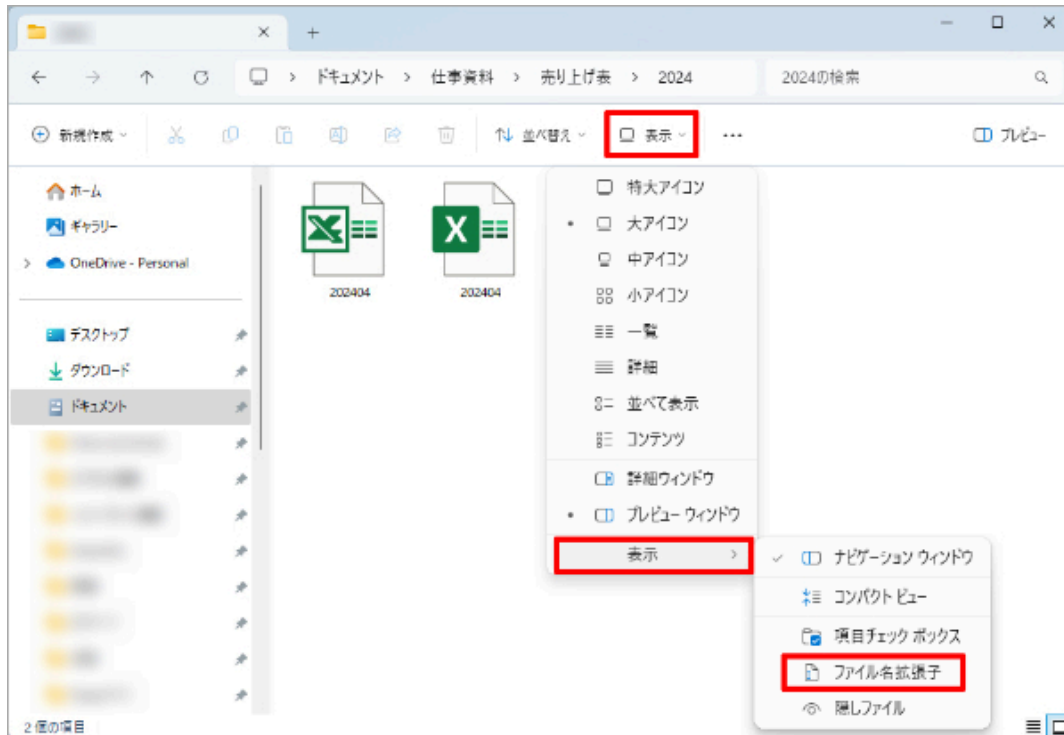 ドキュメント > 仕事資料 > 売り上げ表 > 2024
2024の検索
新規作成
並べ替え
表示
...
プレビュー
ホーム
ギャラリー
OneDrive - Personal
デスクトップ
ダウンロード
ドキュメント
2 個の項目
202404
202404
特大アイコン
大アイコン
中アイコン
小アイコン
一覧
詳細
並べて表示
コンテンツ
詳細ウィンドウ
プレビュー ウィンドウ
表示
ナビゲーション ウィンドウ
コンパクト ビュー
項目チェック ボックス
ファイル名拡張子
隠しファイル